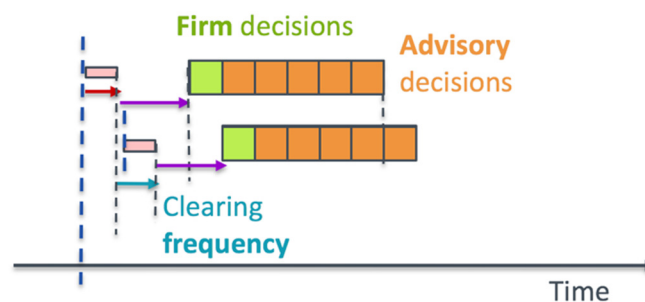 Firm decisions
Advisory
decisions
Clearing
frequency
Time